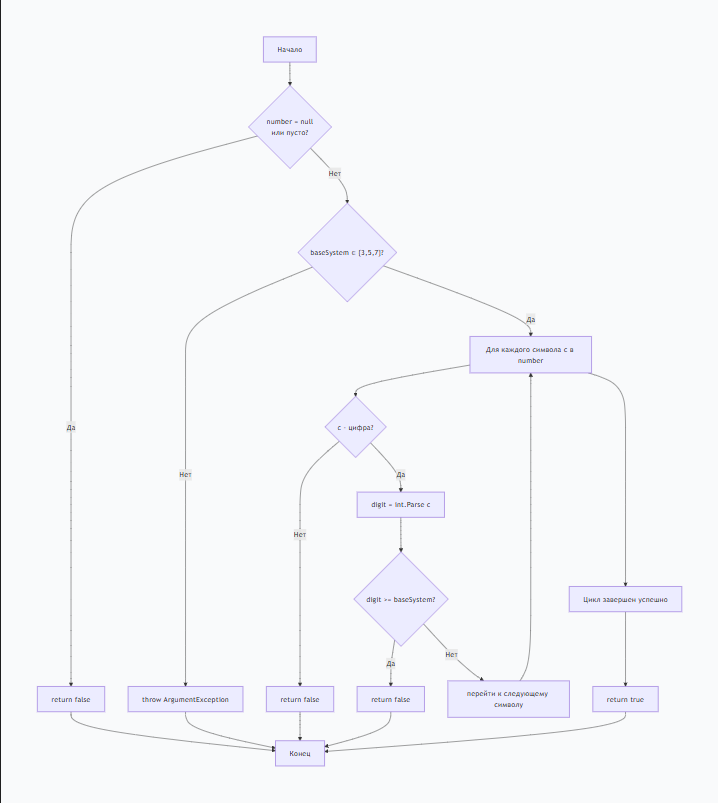 Начало
number = null
или пусто?
Нет
baseSystem c [3,5,7]?
Да
Для каждого символа c в
number
c - цифра?
Да
Да
Нет
digit = int.Parse c
Нет
digit >= baseSystem?
Цикл завершен успешно
Нет
Да
return false
throw ArgumentException
return false
return false
перейти к следующему
символу
return true
Конец